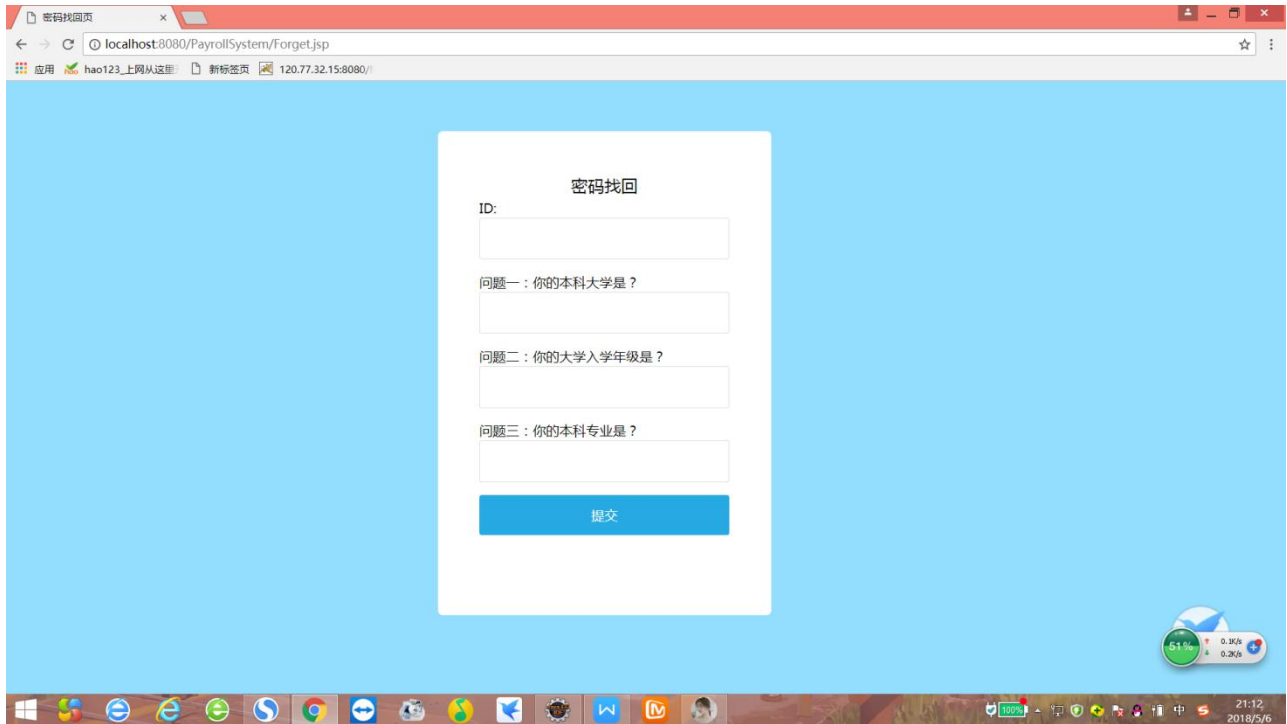 密码找回页
localhost:8080/PayrollSystem/Forget.jsp
应用 hao123_上网从这里 新标签页 120.77.32.15:8080/
密码找回
ID:
问题一：你的本科大学是？
问题二：你的大学入学年级是？
问题三：你的本科专业是？
提交
51% 0.1K/s
0.2K/s
100% 中 21:12
2018/5/6